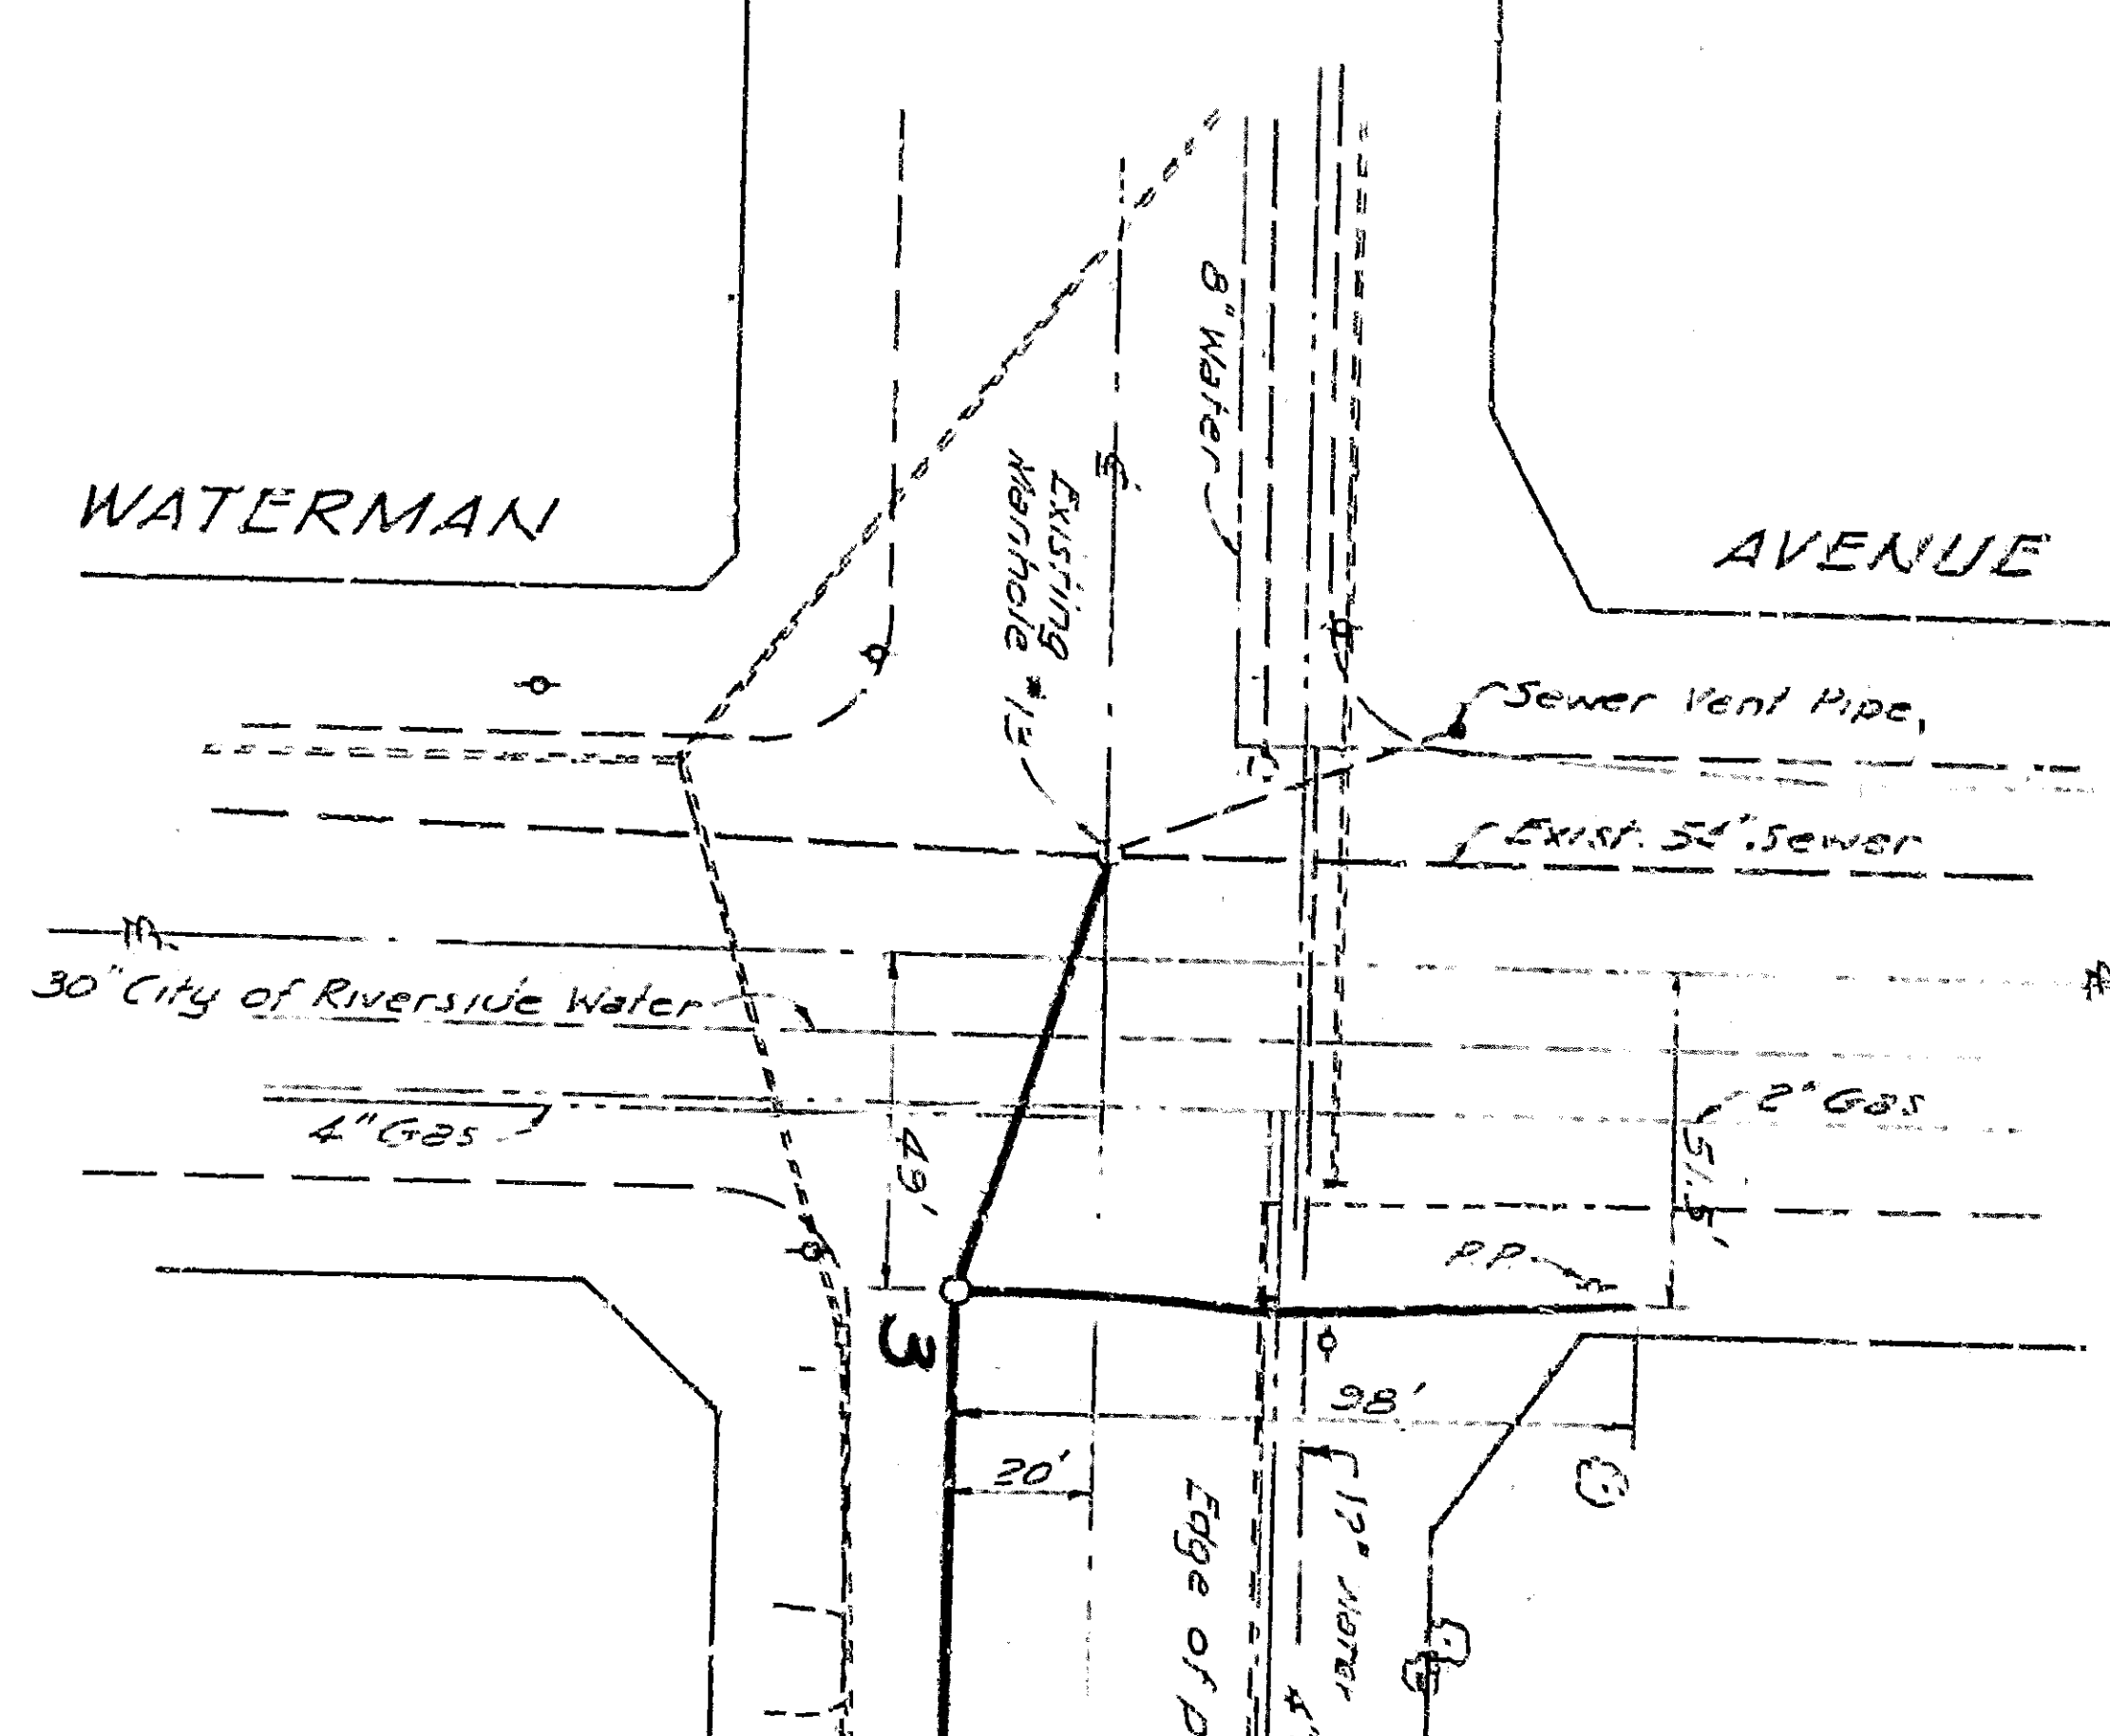 WATERMAN
AVENUE
8" Water
Existing
Manhole #
Sewer Vent Pipe,
Exist. 54" Sewer
30" City of Riverside Water
4" Gas
2" Gas
49'
51.5'
P.P.
3
98'
20'
Edge of p
12" Water